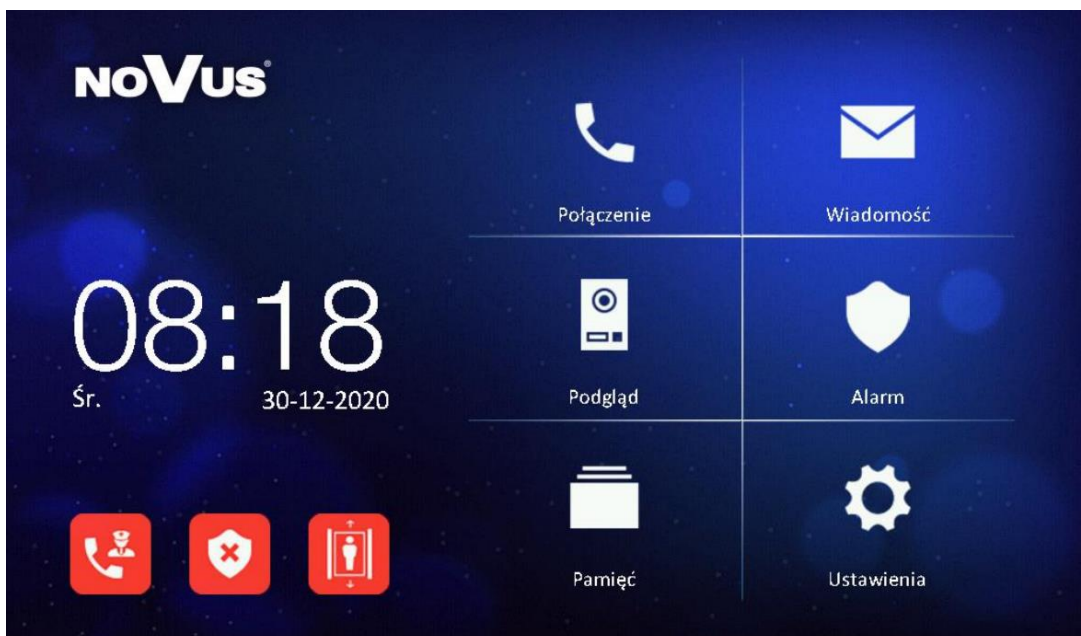 NOVUS®
Połączenie
Wiadomość
08:18
Śr.
30-12-2020
Podgląd
Alarm
Pamięć
Ustawienia